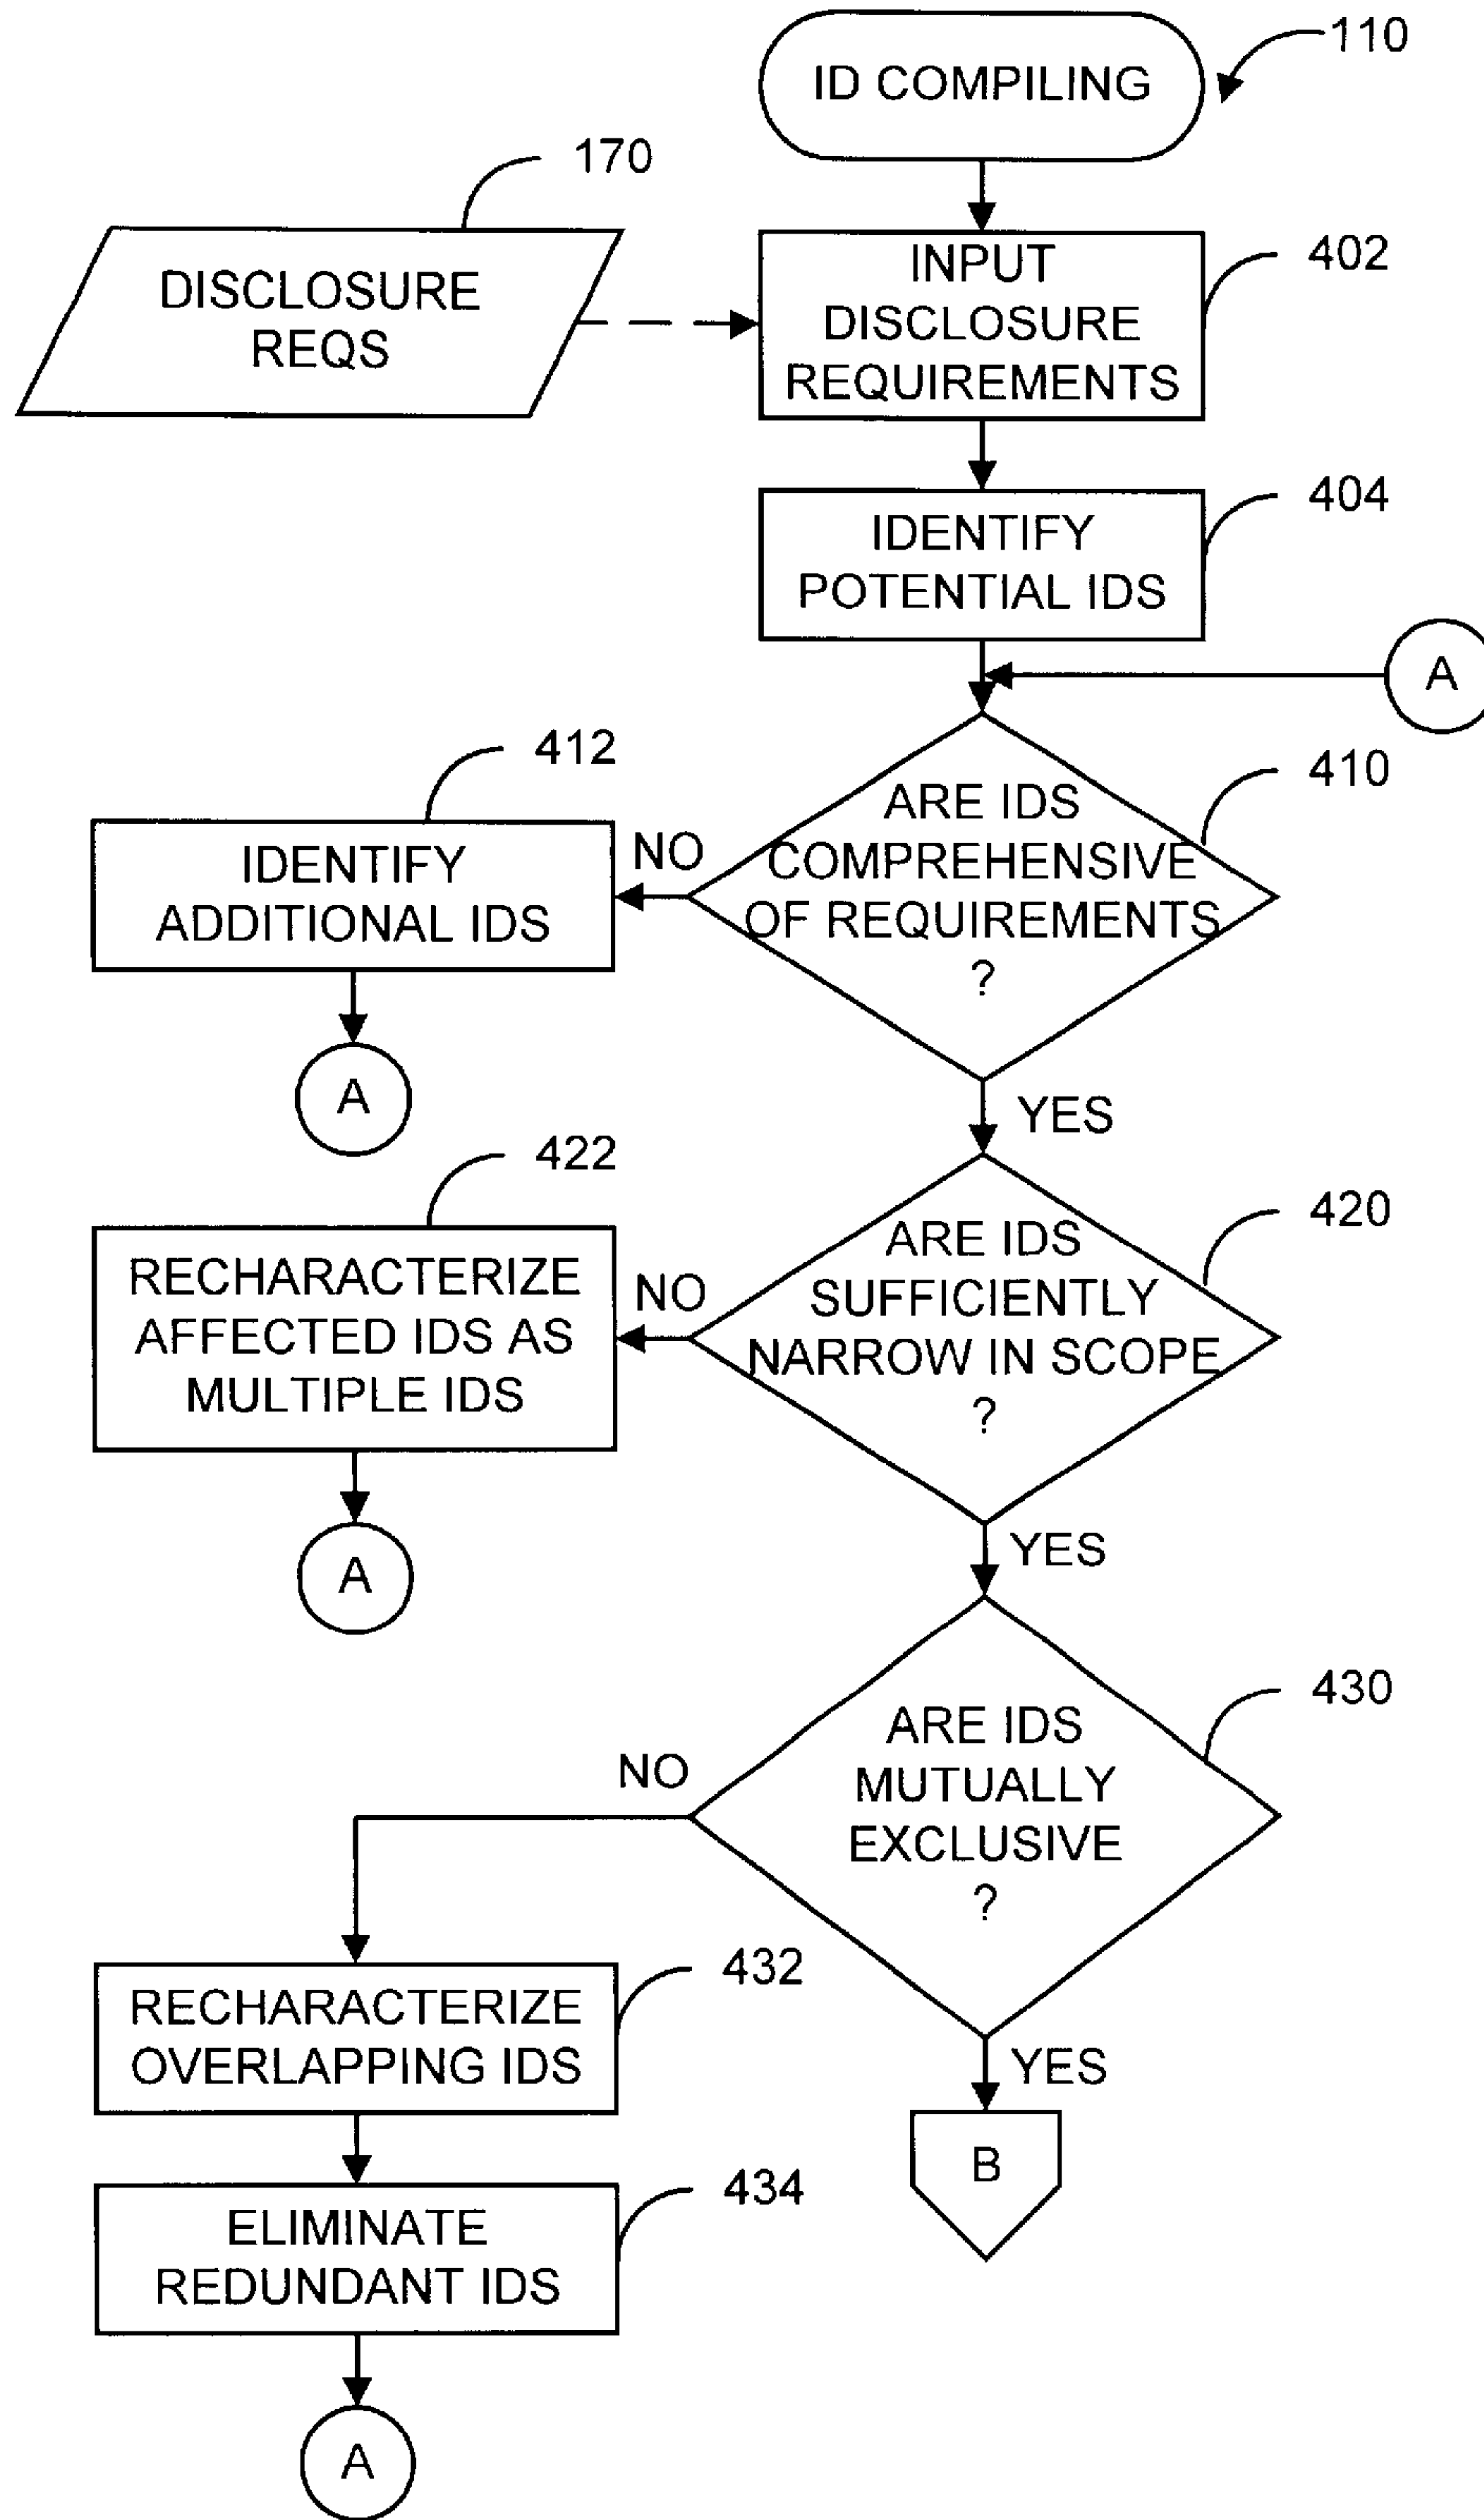 ID COMPILING
110
170
DISCLOSURE
REQS
INPUT
DISCLOSURE
REQUIREMENTS
402
IDENTIFY
POTENTIAL IDS
404
A
412
IDENTIFY
ADDITIONAL IDS
NO
ARE IDS
COMPREHENSIVE
OF REQUIREMENTS
?
410
A
YES
422
RECHARACTERIZE
AFFECTED IDS AS
MULTIPLE IDS
NO
ARE IDS
SUFFICIENTLY
NARROW IN SCOPE
?
420
A
YES
NO
ARE IDS
MUTUALLY
EXCLUSIVE
?
430
432
RECHARACTERIZE
OVERLAPPING IDS
YES
B
434
ELIMINATE
REDUNDANT IDS
A